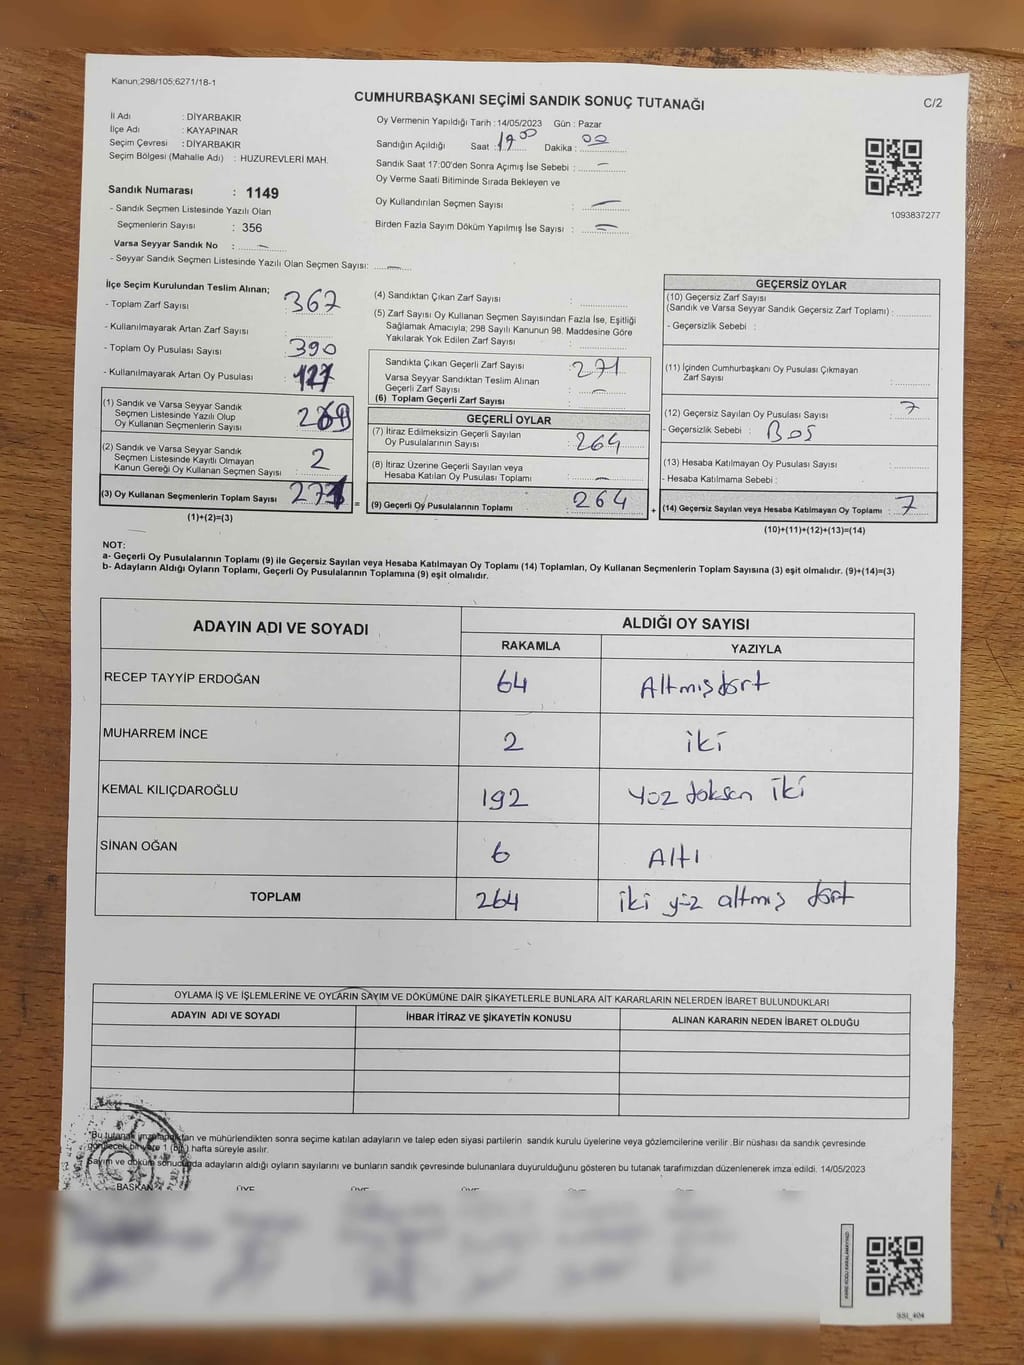 Kanun;298/105;6271/18-1
CUMHURBAŞKANI SEÇİMİ SANDIK SONUÇ TUTANAĞI
C/2
İl Adı : DİYARBAKIR
İlçe Adı : KAYAPINAR
Seçim Çevresi : DİYARBAKIR
Seçim Bölgesi (Mahalle Adı) : HUZUREVLERİ MAH.
Sandık Numarası : 1149
- Sandık Seçmen Listesinde Yazılı Olan
Seçmenlerin Sayısı : 356
Varsa Seyyar Sandık No : —
- Seyyar Sandık Seçmen Listesinde Yazılı Olan Seçmen Sayısı: —
Oy Vermenin Yapıldığı Tarih : 14/05/2023 Gün : Pazar
Sandığın Açıldığı Saat : Dakika : 00
Sandık Saat 17:00'den Sonra Açımış İse Sebebi : —
Oy Verme Saati Bitiminde Sırada Bekleyen ve
Oy Kullandırılan Seçmen Sayısı : —
Birden Fazla Sayım Döküm Yapılmış İse Sayısı : —
1093837277
İlçe Seçim Kurulundan Teslim Alınan;
- Toplam Zarf Sayısı : 367
- Kullanılmayarak Artan Zarf Sayısı :
- Toplam Oy Pusulası Sayısı : 390
- Kullanılmayarak Artan Oy Pusulası :
(1) Sandık ve Varsa Seyyar Sandık
Seçmen Listesinde Yazılı Olup
Oy Kullanan Seçmenlerin Sayısı : 269
(2) Sandık ve Varsa Seyyar Sandık
Seçmen Listesinde Kayıtlı Olmayan
Kanun Gereği Oy Kullanan Seçmen Sayısı : 2
(3) Oy Kullanan Seçmenlerin Toplam Sayısı : 271 =
(1)+(2)=(3)
(4) Sandıktan Çıkan Zarf Sayısı :
(5) Zarf Sayısı Oy Kullanan Seçmen Sayısından Fazla İse, Eşitliği
Sağlamak Amacıyla; 298 Sayılı Kanunun 98. Maddesine Göre
Yakılarak Yok Edilen Zarf Sayısı :
Sandıkta Çıkan Geçerli Zarf Sayısı : 271
Varsa Seyyar Sandıktan Teslim Alınan
Geçerli Zarf Sayısı : —
(6) Toplam Geçerli Zarf Sayısı :
GEÇERLİ OYLAR
(7) İtiraz Edilmeksizin Geçerli Sayılan
Oy Pusulalarının Sayısı : 264
(8) İtiraz Üzerine Geçerli Sayılan veya
Hesaba Katılan Oy Pusulası Toplamı : —
(9) Geçerli Oy Pusulalarının Toplamı : 264 +
GEÇERSİZ OYLAR
(10) Geçersiz Zarf Sayısı
(Sandık ve Varsa Seyyar Sandık Geçersiz Zarf Toplamı) :
- Geçersizlik Sebebi :
(11) İçinden Cumhurbaşkanı Oy Pusulası Çıkmayan
Zarf Sayısı :
(12) Geçersiz Sayılan Oy Pusulası Sayısı : 7
- Geçersizlik Sebebi : Boş
(13) Hesaba Katılmayan Oy Pusulası Sayısı :
- Hesaba Katılmama Sebebi :
(14) Geçersiz Sayılan veya Hesaba Katılmayan Oy Toplamı : 7
(10)+(11)+(12)+(13)=(14)
NOT:
a- Geçerli Oy Pusulalarının Toplamı (9) ile Geçersiz Sayılan veya Hesaba Katılmayan Oy Toplamı (14) Toplamları, Oy Kullanan Seçmenlerin Toplam Sayısına (3) eşit olmalıdır. (9)+(14)=(3)
b- Adayların Aldığı Oyların Toplamı, Geçerli Oy Pusulalarının Toplamına (9) eşit olmalıdır.
ADAYIN ADI VE SOYADI ALDIĞI OY SAYISI
RAKAMLA YAZIYLA
RECEP TAYYİP ERDOĞAN 64 Altmışdört
MUHARREM İNCE 2 iki
KEMAL KILIÇDAROĞLU 192 yüz doksan iki
SİNAN OĞAN 6 Altı
TOPLAM 264 iki yüz altmış dört
OYLAMA İŞ VE İŞLEMLERİNE VE OYLARIN SAYIM VE DÖKÜMÜNE DAİR ŞİKAYETLERLE BUNLARA AİT KARARLARIN NELERDEN İBARET BULUNDUKLARI
ADAYIN ADI VE SOYADI İHBAR İTİRAZ VE ŞİKAYETİN KONUSU ALINAN KARARIN NEDEN İBARET OLDUĞU
"Bu tutanak imzalandıktan ve mühürlendikten sonra seçime katılan adayların ve talep eden siyasi partilerin sandık kurulu üyelerine veya gözlemcilerine verilir .Bir nüshası da sandık çevresinde
görülecek bir yere 1 (bir) hafta süreyle asılır.
Sayım ve döküm sonucunda adayların aldığı oyların sayılarını ve bunların sandık çevresinde bulunanlara duyurulduğunu gösteren bu tutanak tarafımızdan düzenlenerek imza edildi. 14/05/2023
BAŞKAN ÜYE ÜYE ÜYE ÜYE ÜYE